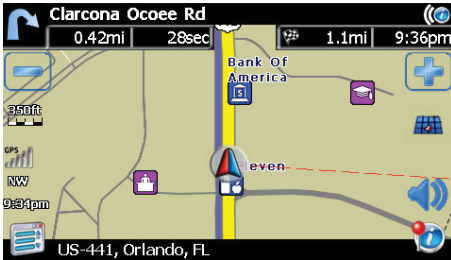 Clarcona Ocoee Rd
0.42mi 28sec 1.1mi 9:36pm
Bank Of
America
350ft
GPS
NW
9:34pm
US-441, Orlando, FL